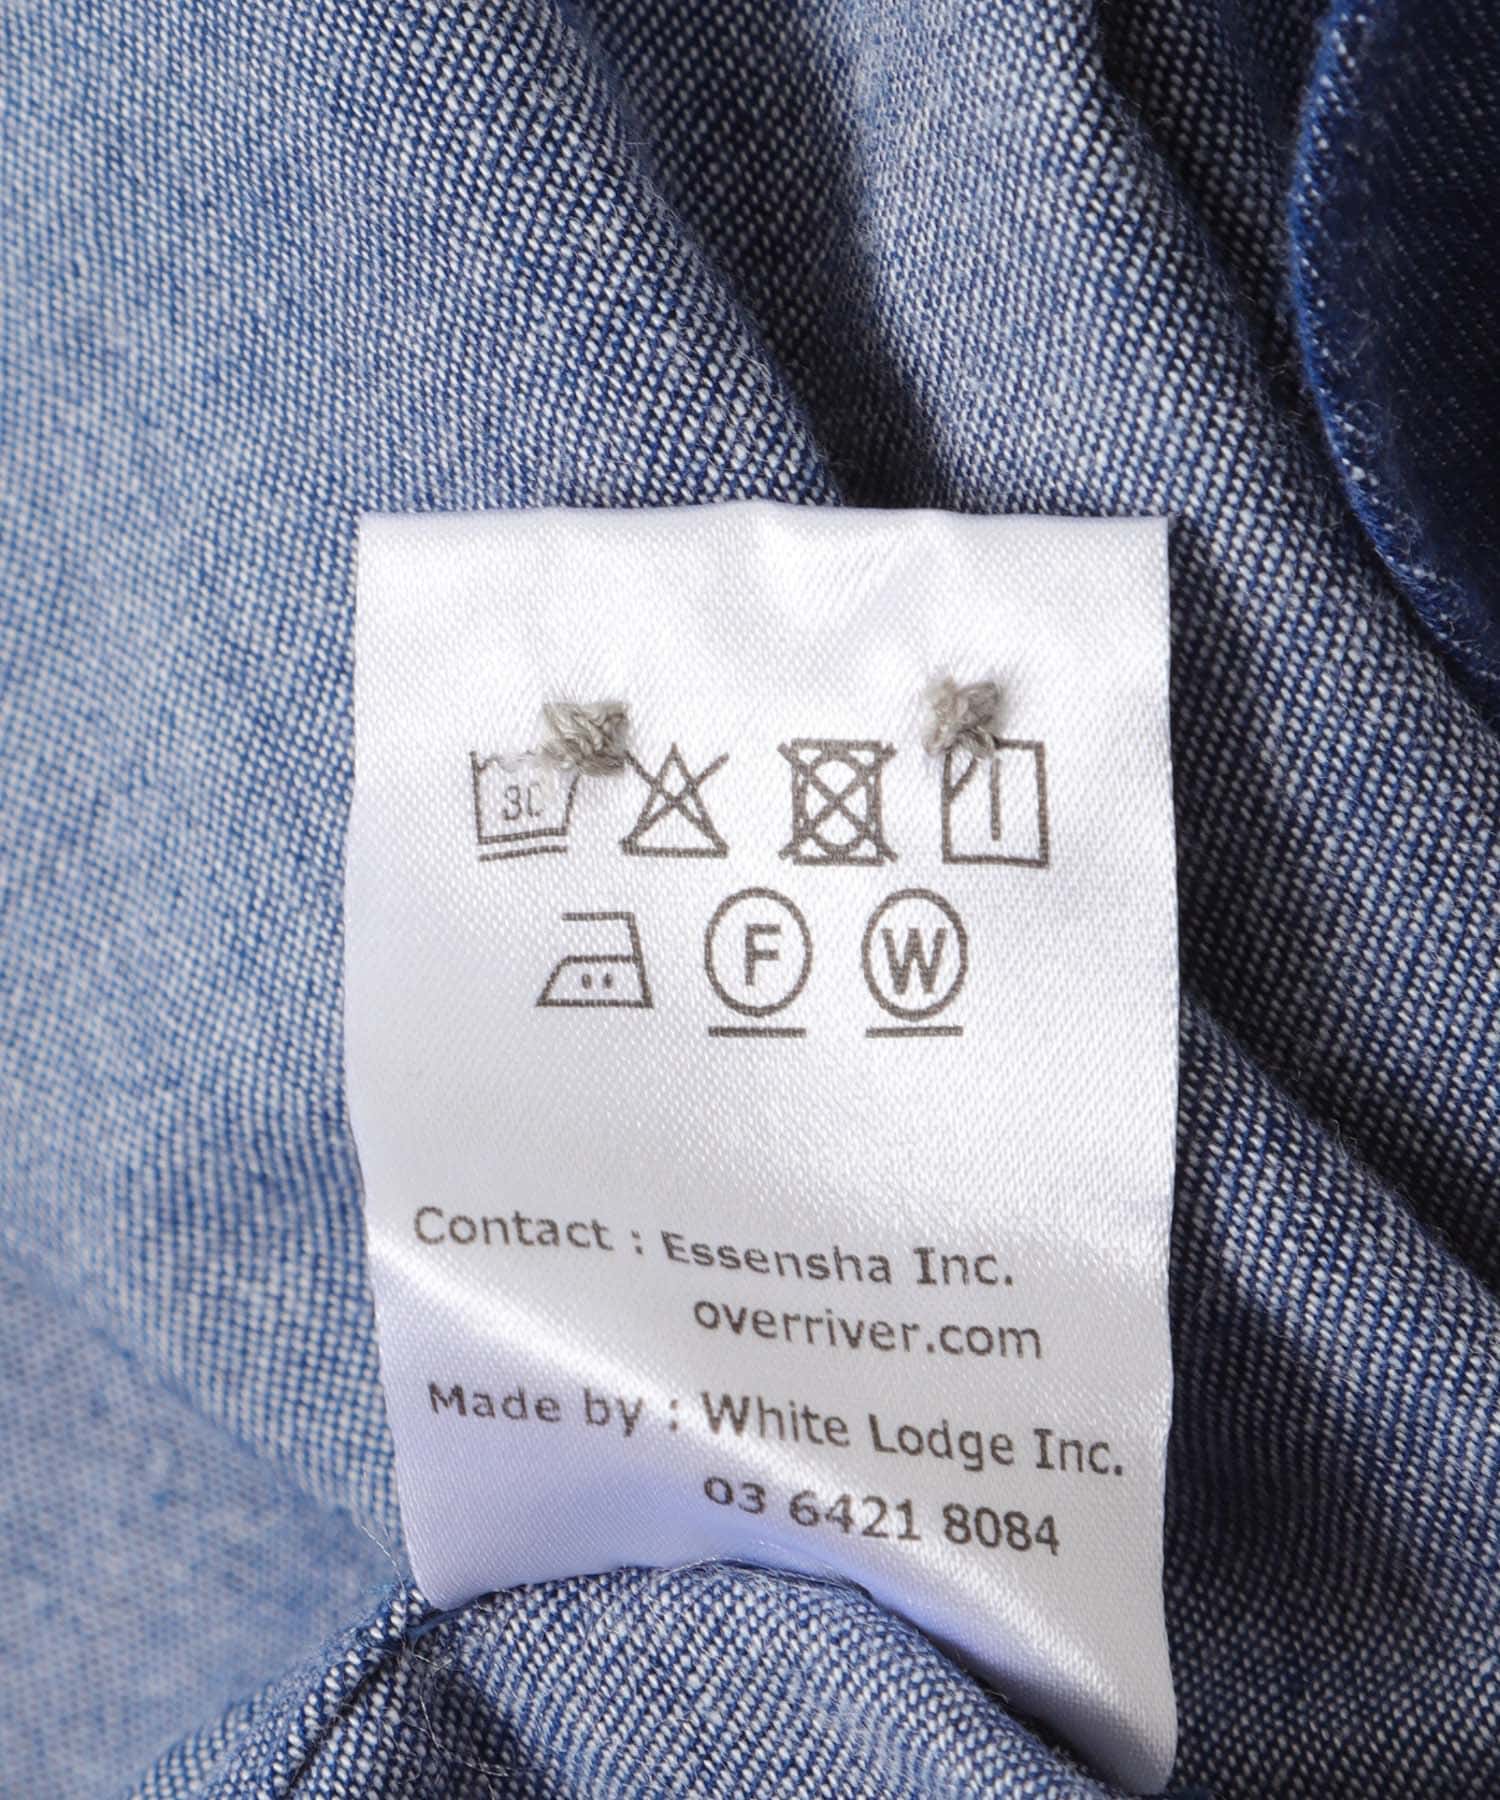 30
F W
Contact : Essensha Inc.
overriver.com
Made by : White Lodge Inc.
03 6421 8084